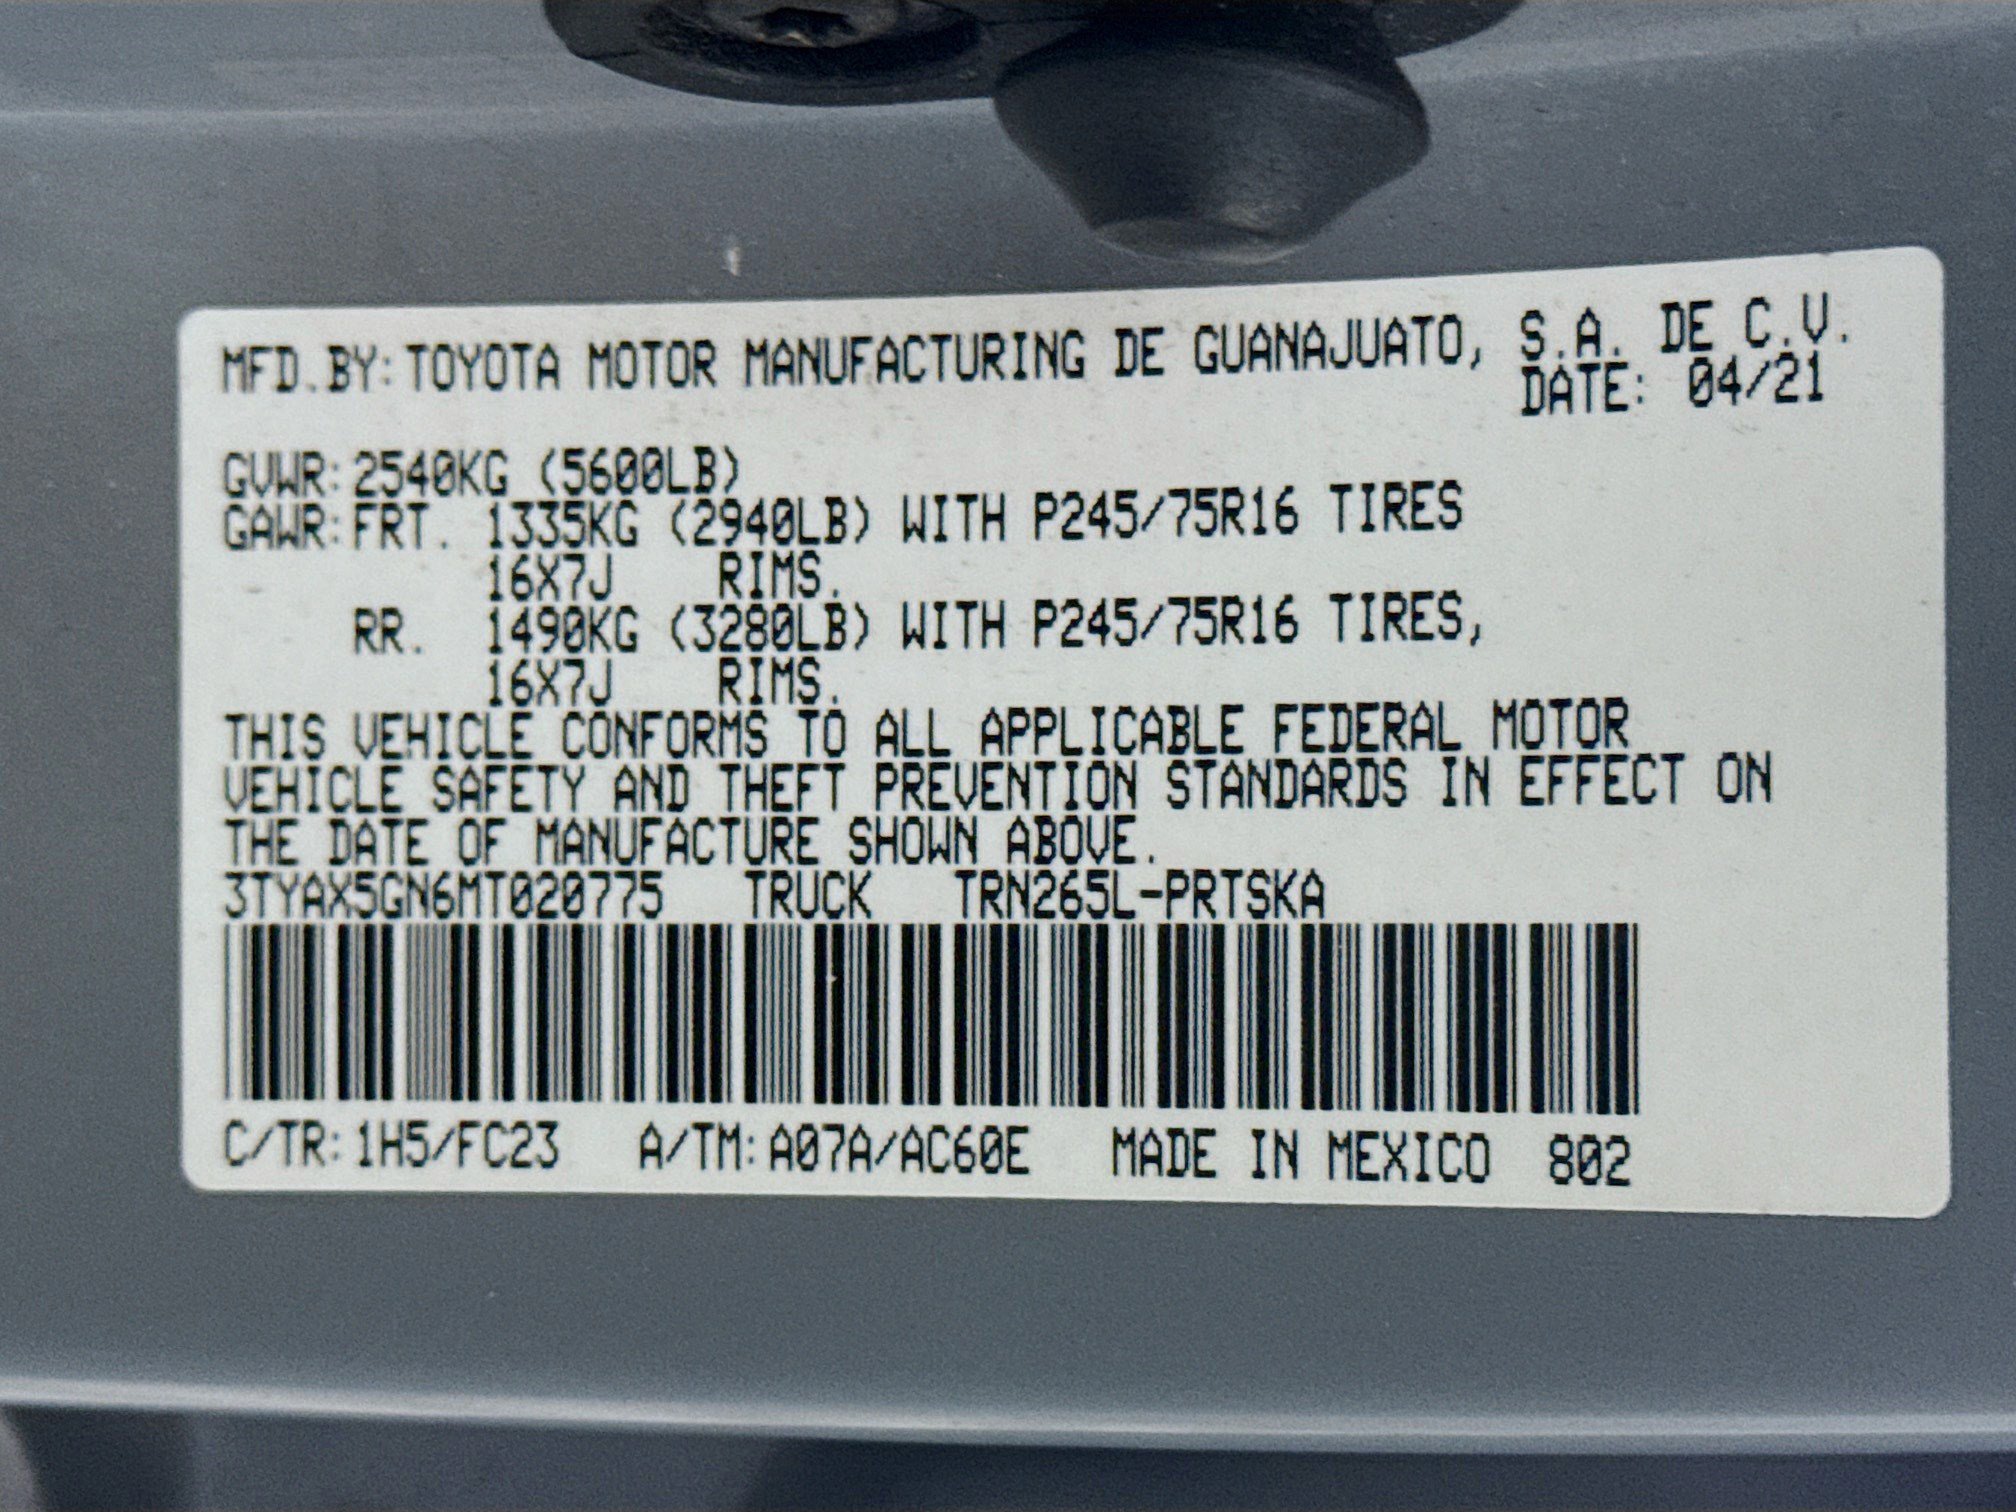 MFD.BY:TOYOTA MOTOR MANUFACTURING DE GUANAJUATO, S.A. DE C.V.
DATE: 04/21
GVWR:2540KG (5600LB)
GAWR:FRT. 1335KG (2940LB) WITH P245/75R16 TIRES
16X7J RIMS.
RR. 1490KG (3280LB) WITH P245/75R16 TIRES,
16X7J RIMS.
THIS VEHICLE CONFORMS TO ALL APPLICABLE FEDERAL MOTOR
VEHICLE SAFETY AND THEFT PREVENTION STANDARDS IN EFFECT ON
THE DATE OF MANUFACTURE SHOWN ABOVE.
3TYAX5GN6MT020775 TRUCK TRN265L-PRTSKA
C/TR:1H5/FC23 A/TM:A07A/AC60E MADE IN MEXICO 802